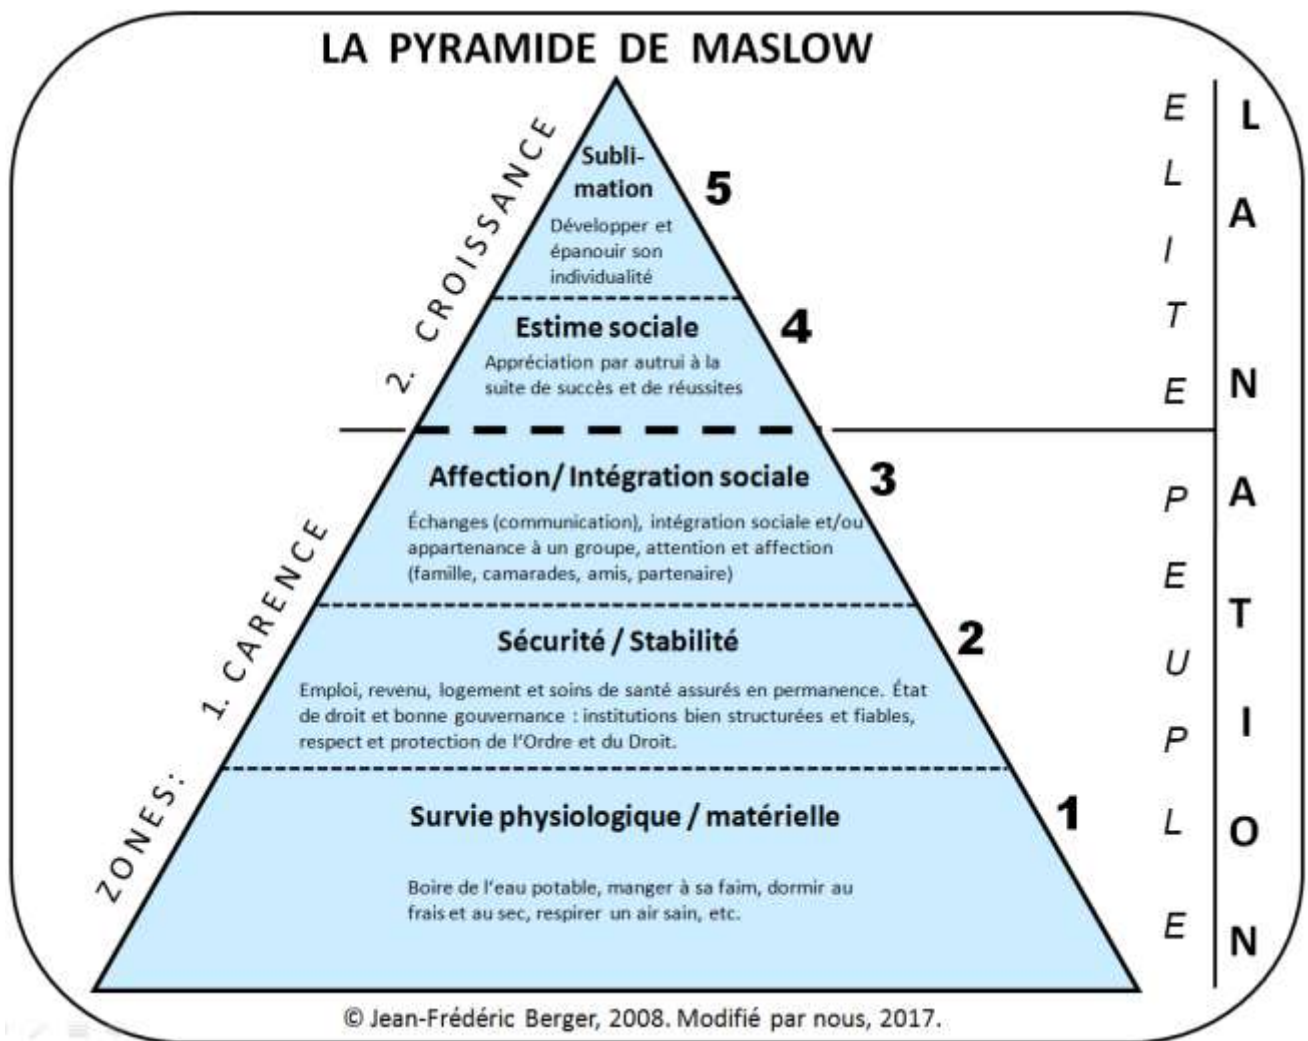 LA PYRAMIDE DE MASLOW
ZONES: 1. CARENCE 2. CROISSANCE
Subli-
mation
5
Développer et
épanouir son
individualité
Estime sociale
4
Appréciation par autrui à la
suite de succès et de réussites
Affection/ Intégration sociale
3
Échanges (communication), intégration sociale et/ou
appartenance à un groupe, attention et affection
(famille, camarades, amis, partenaire)
Sécurité / Stabilité
2
Emploi, revenu, logement et soins de santé assurés en permanence. État
de droit et bonne gouvernance : institutions bien structurées et fiables,
respect et protection de l'Ordre et du Droit.
Survie physiologique / matérielle
1
Boire de l'eau potable, manger à sa faim, dormir au
frais et au sec, respirer un air sain, etc.
ELITE
PEUPLE
LA NATION
© Jean-Frédéric Berger, 2008. Modifié par nous, 2017.